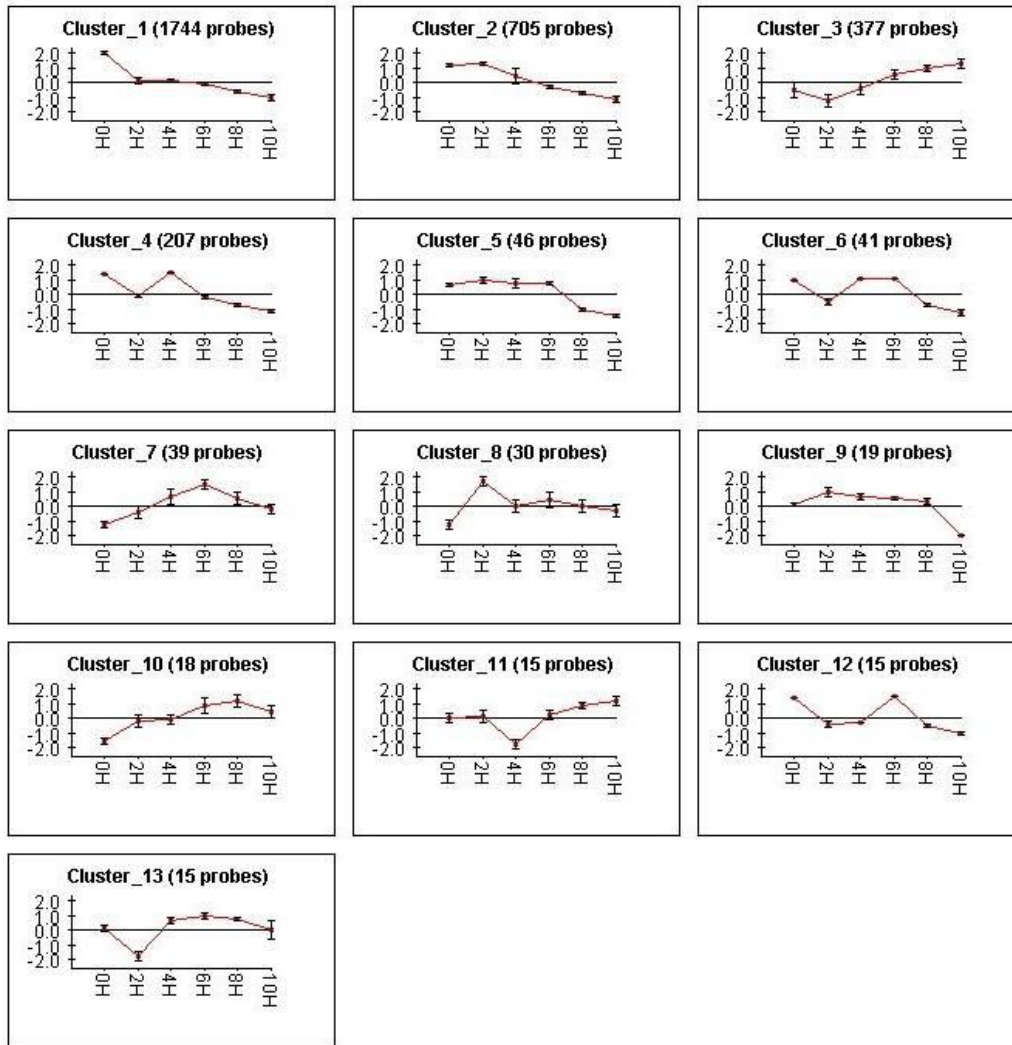 Cluster_1 (1744 probes)
2.0
1.0
0.0
-1.0
-2.0
0H 2H 4H 6H 8H 10H
Cluster_2 (705 probes)
2.0
1.0
0.0
-1.0
-2.0
0H 2H 4H 6H 8H 10H
Cluster_3 (377 probes)
2.0
1.0
0.0
-1.0
-2.0
0H 2H 4H 6H 8H 10H
Cluster_4 (207 probes)
2.0
1.0
0.0
-1.0
-2.0
0H 2H 4H 6H 8H 10H
Cluster_5 (46 probes)
2.0
1.0
0.0
-1.0
-2.0
0H 2H 4H 6H 8H 10H
Cluster_6 (41 probes)
2.0
1.0
0.0
-1.0
-2.0
0H 2H 4H 6H 8H 10H
Cluster_7 (39 probes)
2.0
1.0
0.0
-1.0
-2.0
0H 2H 4H 6H 8H 10H
Cluster_8 (30 probes)
2.0
1.0
0.0
-1.0
-2.0
0H 2H 4H 6H 8H 10H
Cluster_9 (19 probes)
2.0
1.0
0.0
-1.0
-2.0
0H 2H 4H 6H 8H 10H
Cluster_10 (18 probes)
2.0
1.0
0.0
-1.0
-2.0
0H 2H 4H 6H 8H 10H
Cluster_11 (15 probes)
2.0
1.0
0.0
-1.0
-2.0
0H 2H 4H 6H 8H 10H
Cluster_12 (15 probes)
2.0
1.0
0.0
-1.0
-2.0
0H 2H 4H 6H 8H 10H
Cluster_13 (15 probes)
2.0
1.0
0.0
-1.0
-2.0
0H 2H 4H 6H 8H 10H